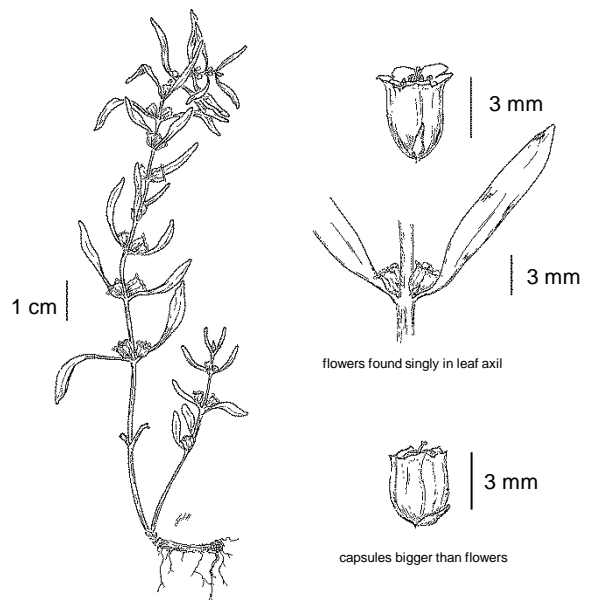 3 mm
3 mm
1 cm
flowers found singly in leaf axil
3 mm
capsules bigger than flowers